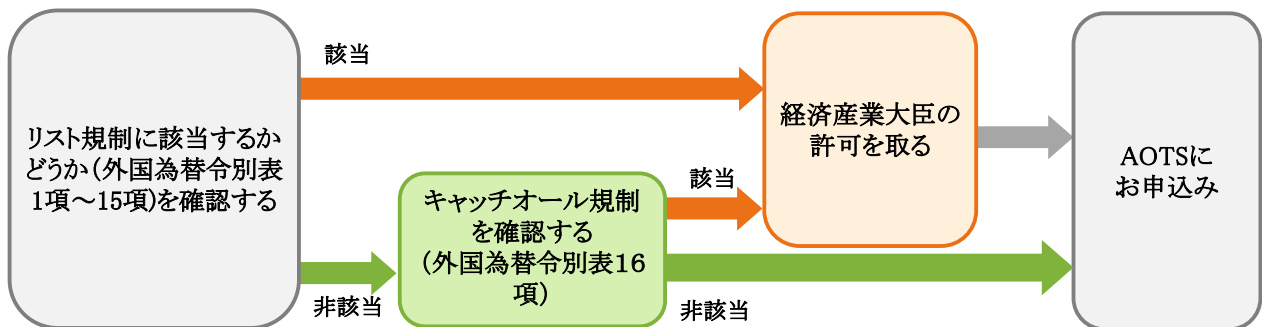 リスト規制に該当するか
どうか（外国為替令別表
1項～15項)を確認する
該当
非該当
キャッチオール規制
を確認する
（外国為替令別表16
項）
該当
非該当
経済産業大臣の
許可を取る
AOTSに
お申込み